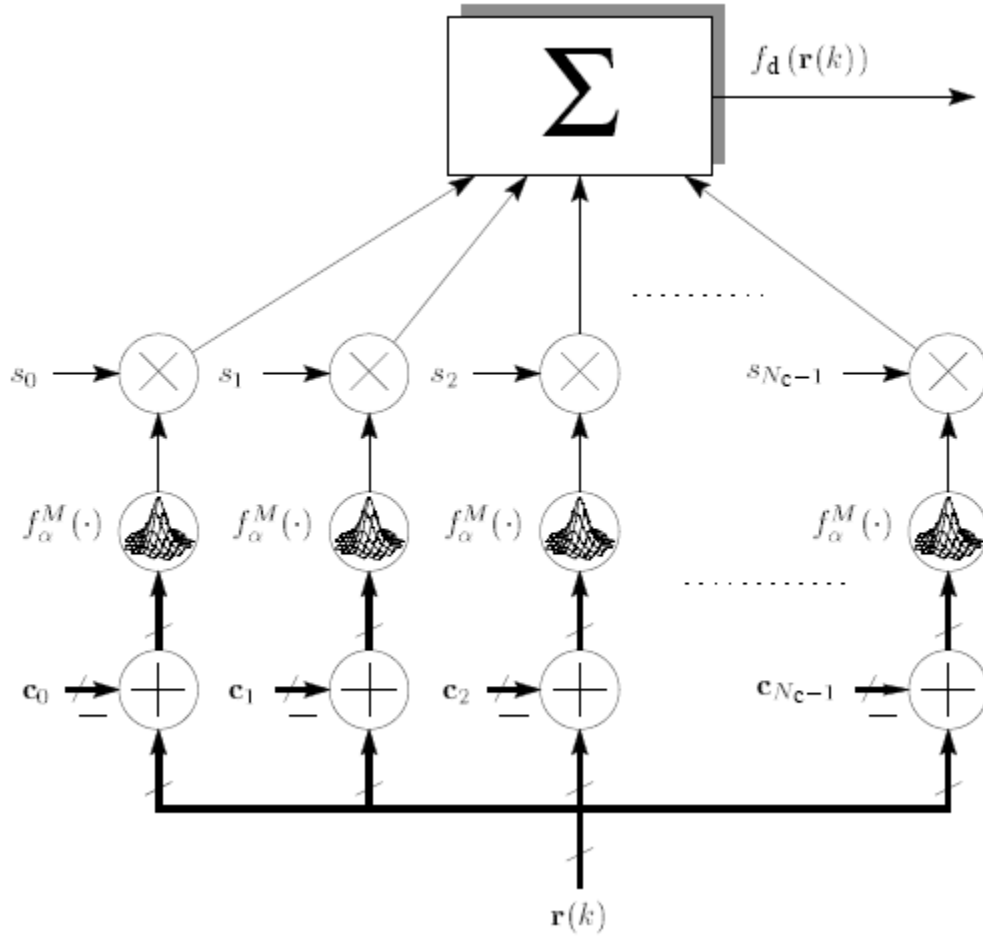 Σ
f_d (r(k))
s_0 s_1 s_2 s_{N_c-1}
f_α^M(·) f_α^M(·) f_α^M(·) f_α^M(·)
c_0 c_1 c_2 c_{N_c-1}
r(k)